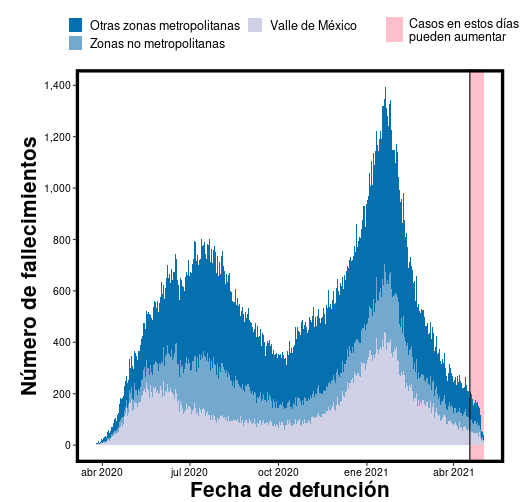 Otras zonas metropolitanas
Valle de México
Zonas no metropolitanas
Casos en estos días
pueden aumentar
Número de fallecimientos
1,400
1,200
1,000
800
600
400
200
0
abr 2020
jul 2020
oct 2020
ene 2021
abr 2021
Fecha de defunción